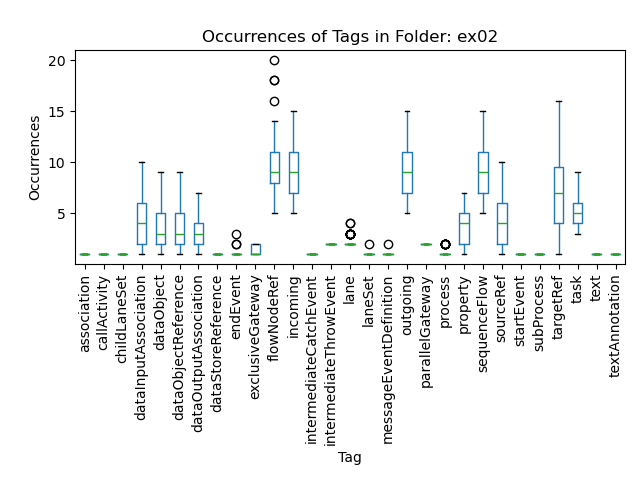 Occurrences of Tags in Folder: ex02
20
15
10
5
Occurrences
association
callActivity
childLaneSet
dataInputAssociation
dataObject
dataObjectReference
dataOutputAssociation
dataStoreReference
endEvent
exclusiveGateway
flowNodeRef
incoming
intermediateCatchEvent
intermediateThrowEvent
lane
laneSet
messageEventDefinition
outgoing
parallelGateway
process
property
sequenceFlow
sourceRef
startEvent
subProcess
targetRef
task
text
textAnnotation
Tag